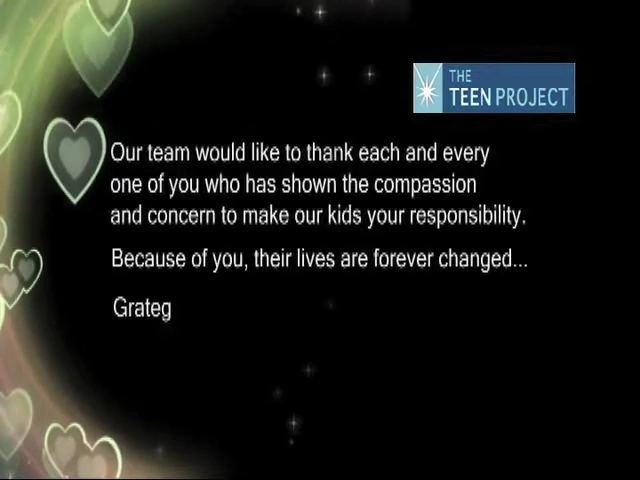 THE
TEEN PROJECT
Our team would like to thank each and every
one of you who has shown the compassion
and concern to make our kids your responsibility.
Because of you, their lives are forever changed...
Grateg